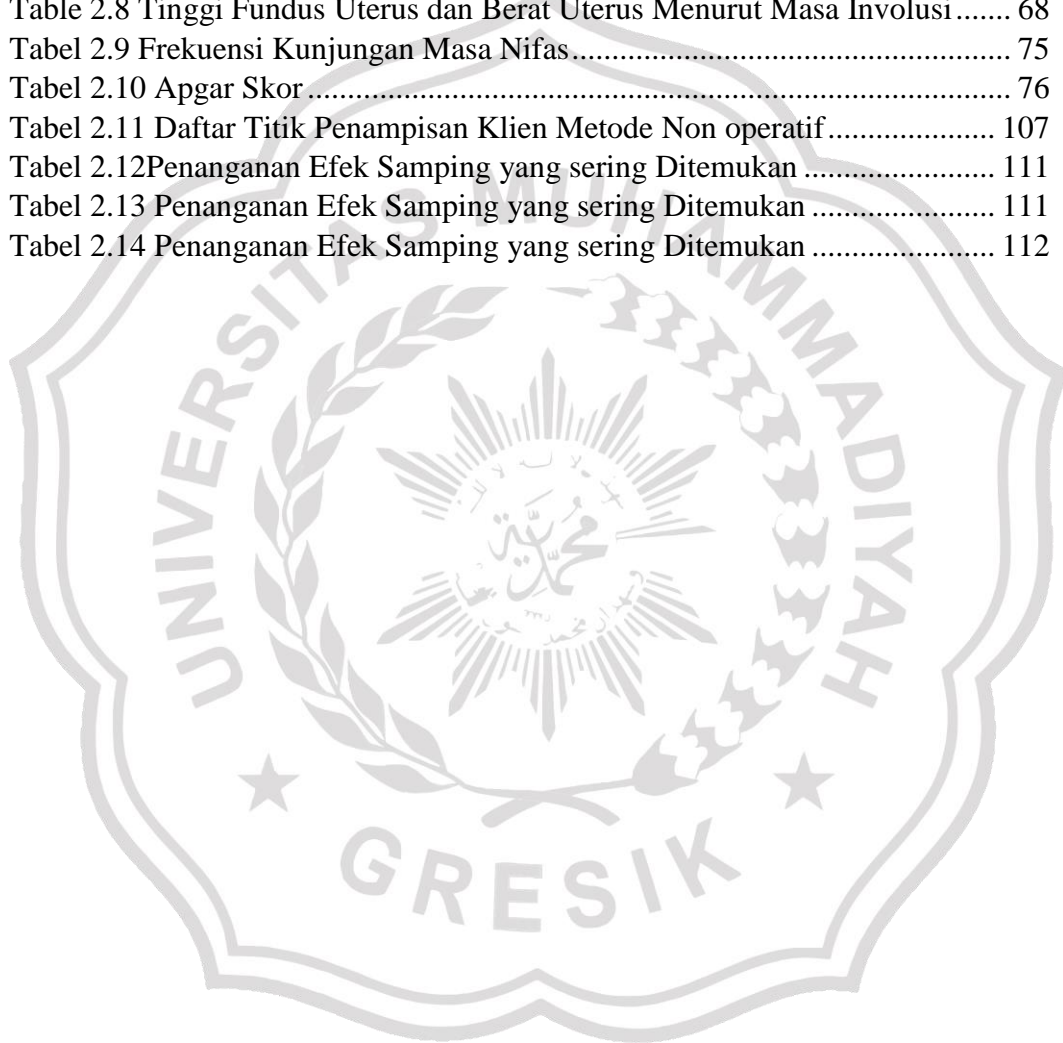 Table 2.8 Tinggi Fundus Uterus dan Berat Uterus Menurut Masa Involusi ....... 68
Tabel 2.9 Frekuensi Kunjungan Masa Nifas ........................................................ 75
Tabel 2.10 Apgar Skor ......................................................................................... 76
Tabel 2.11 Daftar Titik Penampisan Klien Metode Non operatif ..................... 107
Tabel 2.12Penanganan Efek Samping yang sering Ditemukan ........................ 111
Tabel 2.13 Penanganan Efek Samping yang sering Ditemukan ....................... 111
Tabel 2.14 Penanganan Efek Samping yang sering Ditemukan ....................... 112
UNIVERSITAS MUHAMMADIYAH
GRESIK